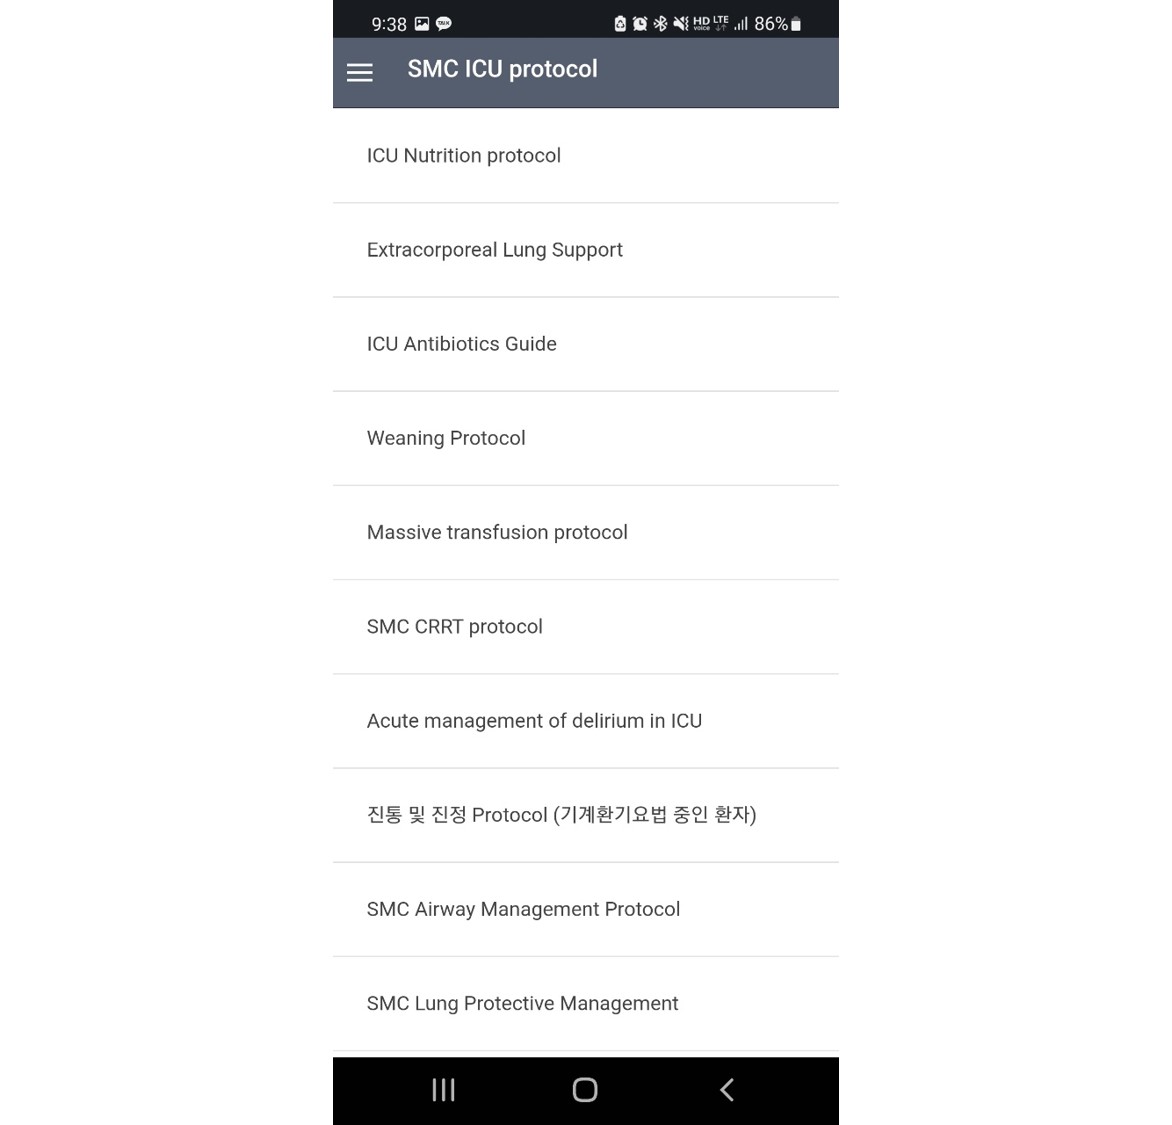 9:38 TALK HD voice LTE 86%
SMC ICU protocol
ICU Nutrition protocol
Extracorporeal Lung Support
ICU Antibiotics Guide
Weaning Protocol
Massive transfusion protocol
SMC CRRT protocol
Acute management of delirium in ICU
진통 및 진정 Protocol (기계환기요법 중인 환자)
SMC Airway Management Protocol
SMC Lung Protective Management